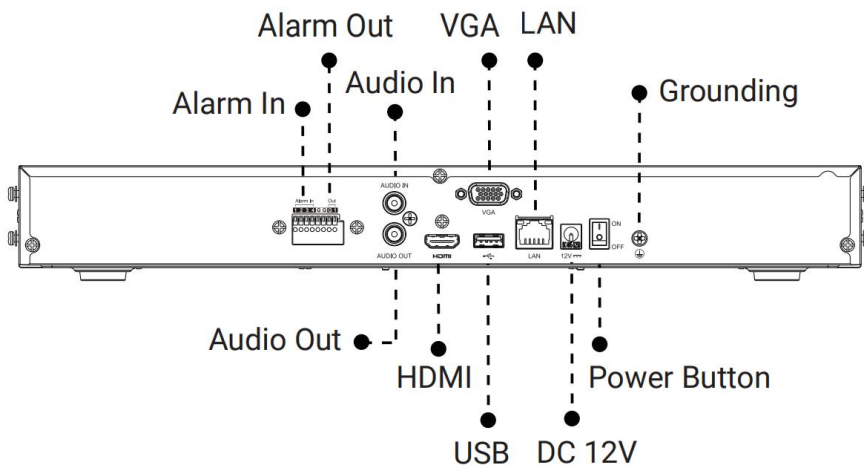 Alarm Out
VGA
LAN
Audio In
Alarm In
Grounding
AUDIO IN
Alarm In
Out
VGA
ON
OFF
AUDIO OUT
HDMI
LAN
12V
Audio Out
HDMI
Power Button
USB
DC 12V